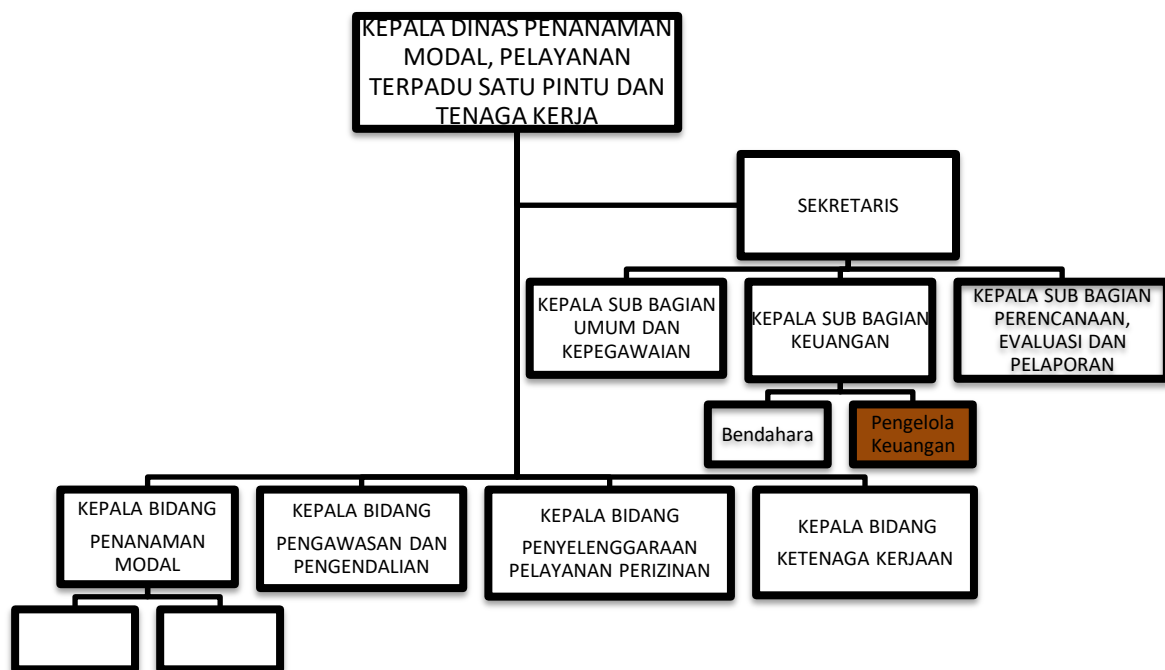 KEPALA DINAS PENANAMAN
MODAL, PELAYANAN
TERPADU SATU PINTU DAN
TENAGA KERJA
SEKRETARIS
KEPALA SUB BAGIAN
UMUM DAN
KEPEGAWAIAN
KEPALA SUB BAGIAN
KEUANGAN
KEPALA SUB BAGIAN
PERENCANAAN,
EVALUASI DAN
PELAPORAN
Bendahara
Pengelola
Keuangan
KEPALA BIDANG
PENANAMAN
MODAL
KEPALA BIDANG
PENGAWASAN DAN
PENGENDALIAN
KEPALA BIDANG
PENYELENGGARAAN
PELAYANAN PERIZINAN
KEPALA BIDANG
KETENAGA KERJAAN